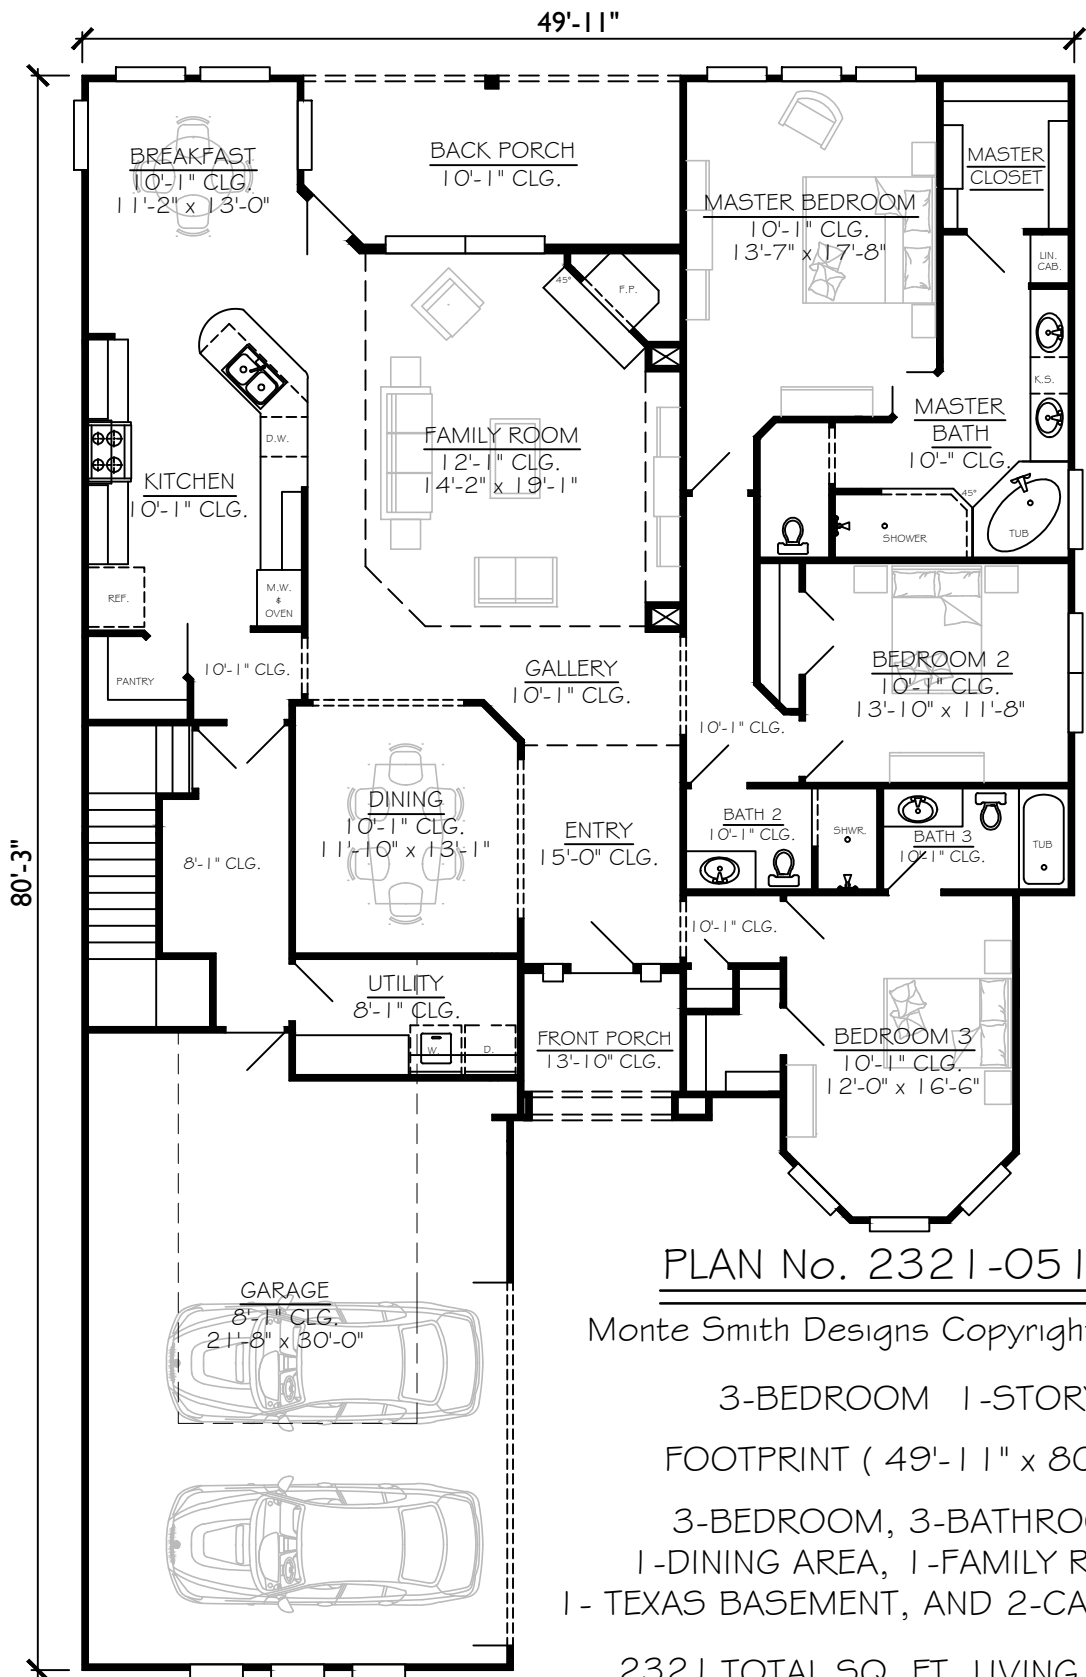 49'-11"
80'-3"
BREAKFAST
10'-1" CLG.
11'-2" x 13'-0"
BACK PORCH
10'-1" CLG.
MASTER BEDROOM
10'-1" CLG.
13'-7" x 17'-8"
MASTER
CLOSET
LIN.
CAB.
45°
F.P.
K.S.
MASTER
BATH
10'-" CLG.
FAMILY ROOM
12'-1" CLG.
14'-2" x 19'-1"
D.W.
KITCHEN
10'-1" CLG.
45°
SHOWER
TUB
REF.
M.W.
&
OVEN
PANTRY
10'-1" CLG.
GALLERY
10'-1" CLG.
BEDROOM 2
10'-1" CLG.
13'-10" x 11'-8"
10'-1" CLG.
DINING
10'-1" CLG.
11'-10" x 13'-1"
8'-1" CLG.
ENTRY
15'-0" CLG.
BATH 2
10'-1" CLG.
SHWR.
BATH 3
10'-1" CLG.
TUB
10'-1" CLG.
UTILITY
8'-1" CLG.
W.
D.
FRONT PORCH
13'-10" CLG.
BEDROOM 3
10'-1" CLG.
12'-0" x 16'-6"
GARAGE
8'-1" CLG.
21'-8" x 30'-0"
PLAN No. 2321-051
Monte Smith Designs Copyright
3-BEDROOM 1-STORY
FOOTPRINT ( 49'-11" x 80
3-BEDROOM, 3-BATHRO
1-DINING AREA, 1-FAMILY R
1- TEXAS BASEMENT, AND 2-CA
2321 TOTAL SQ. FT. LIVING